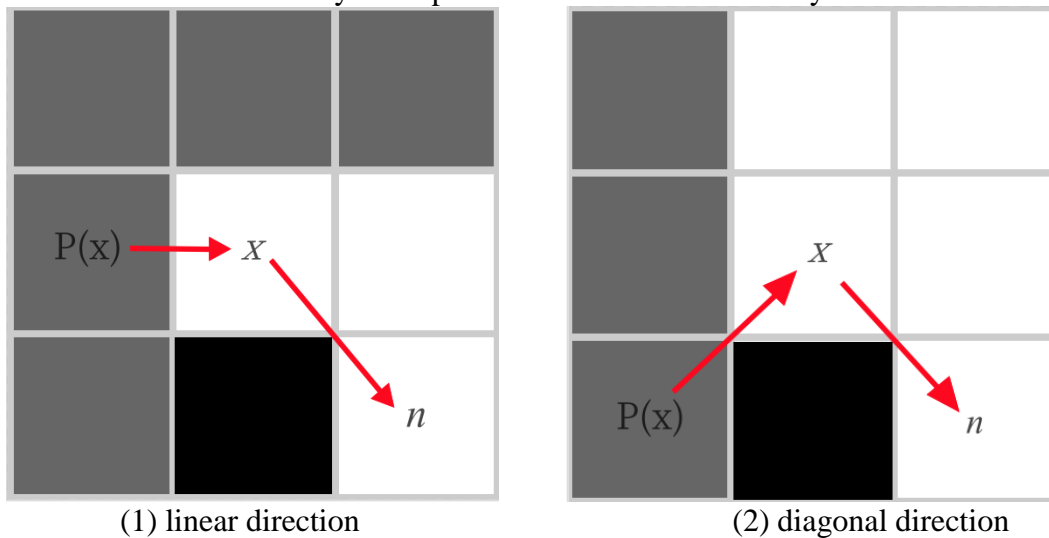 P(x) x x
P(x) n n
(1) linear direction (2) diagonal direction